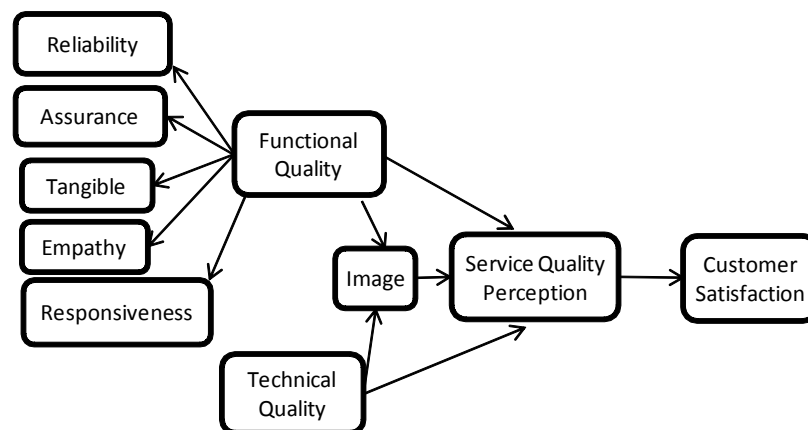 Reliability
Assurance
Tangible
Empathy
Responsiveness
Functional
Quality
Image
Technical
Quality
Service Quality
Perception
Customer
Satisfaction